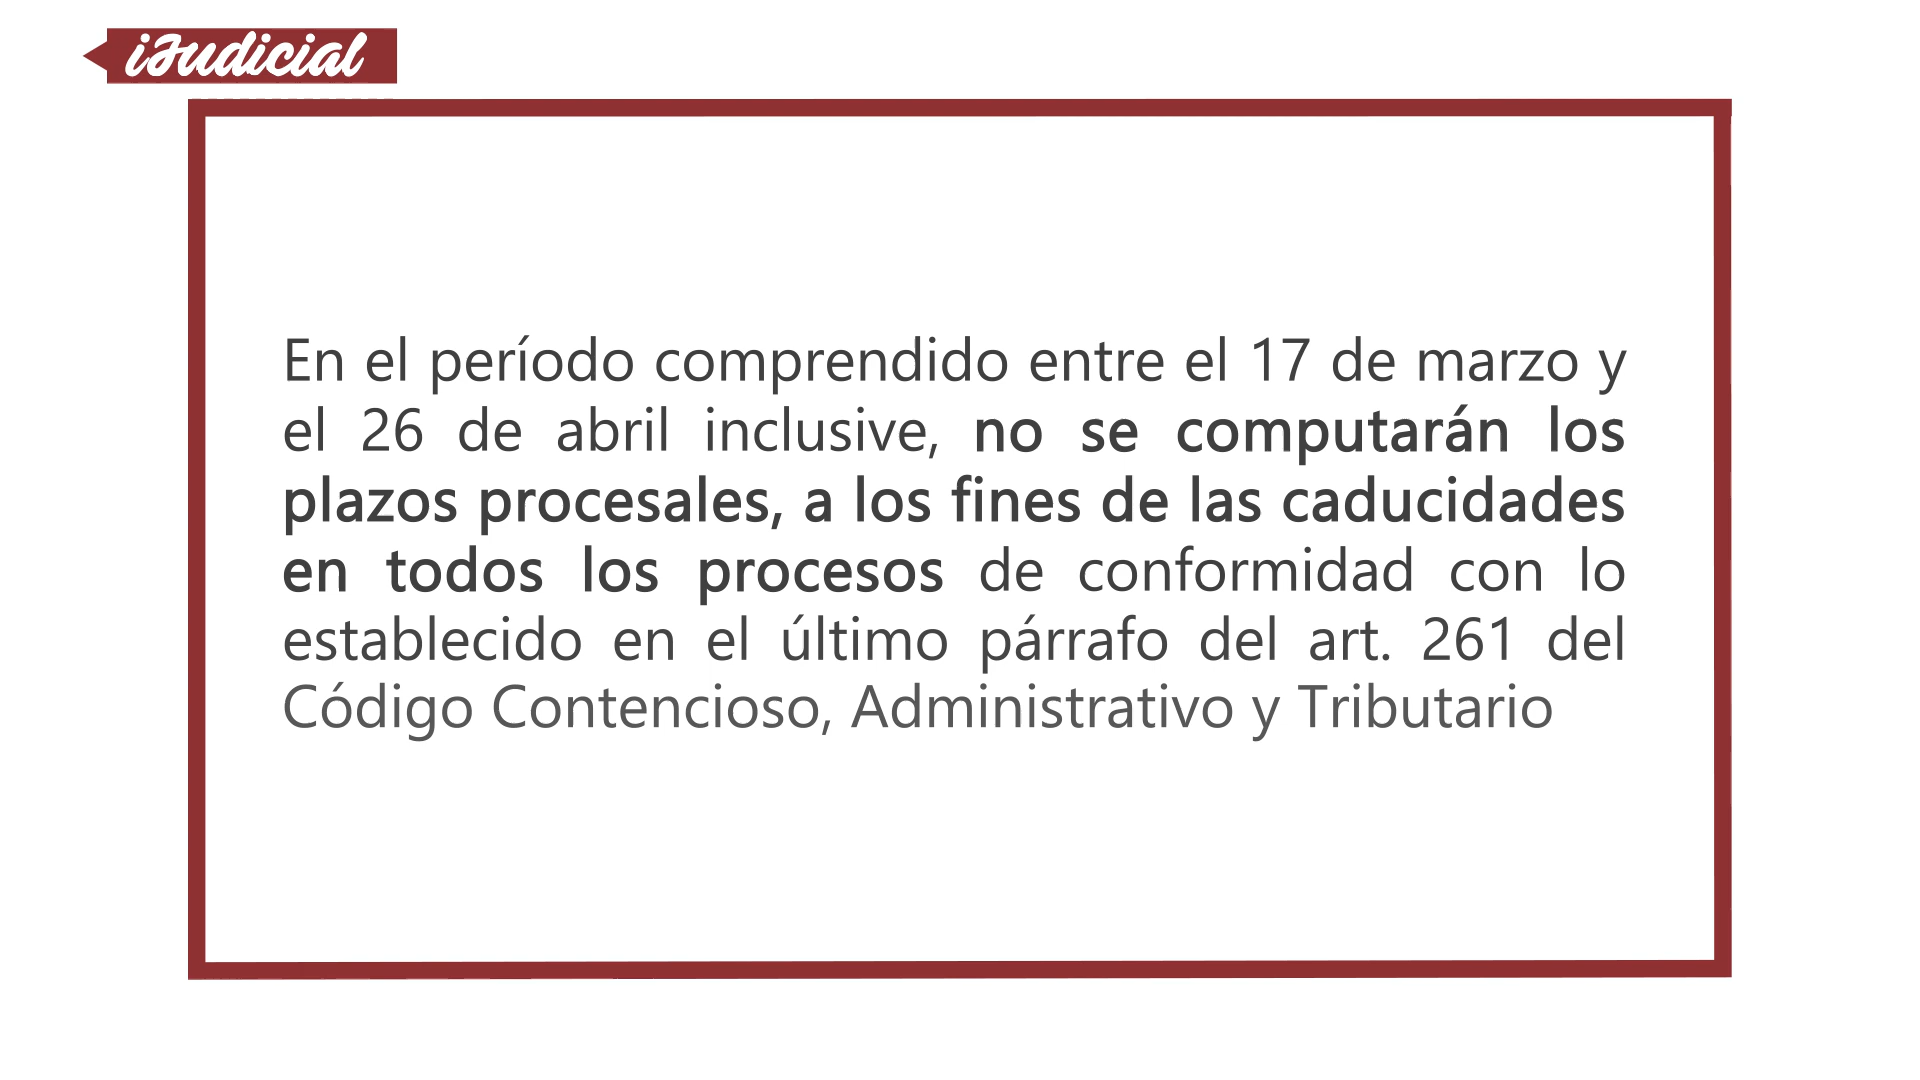 iJudicial
En el período comprendido entre el 17 de marzo y
el 26 de abril inclusive, no se computarán los
plazos procesales, a los fines de las caducidades
en todos los procesos de conformidad con lo
establecido en el último párrafo del art. 261 del
Código Contencioso, Administrativo y Tributario